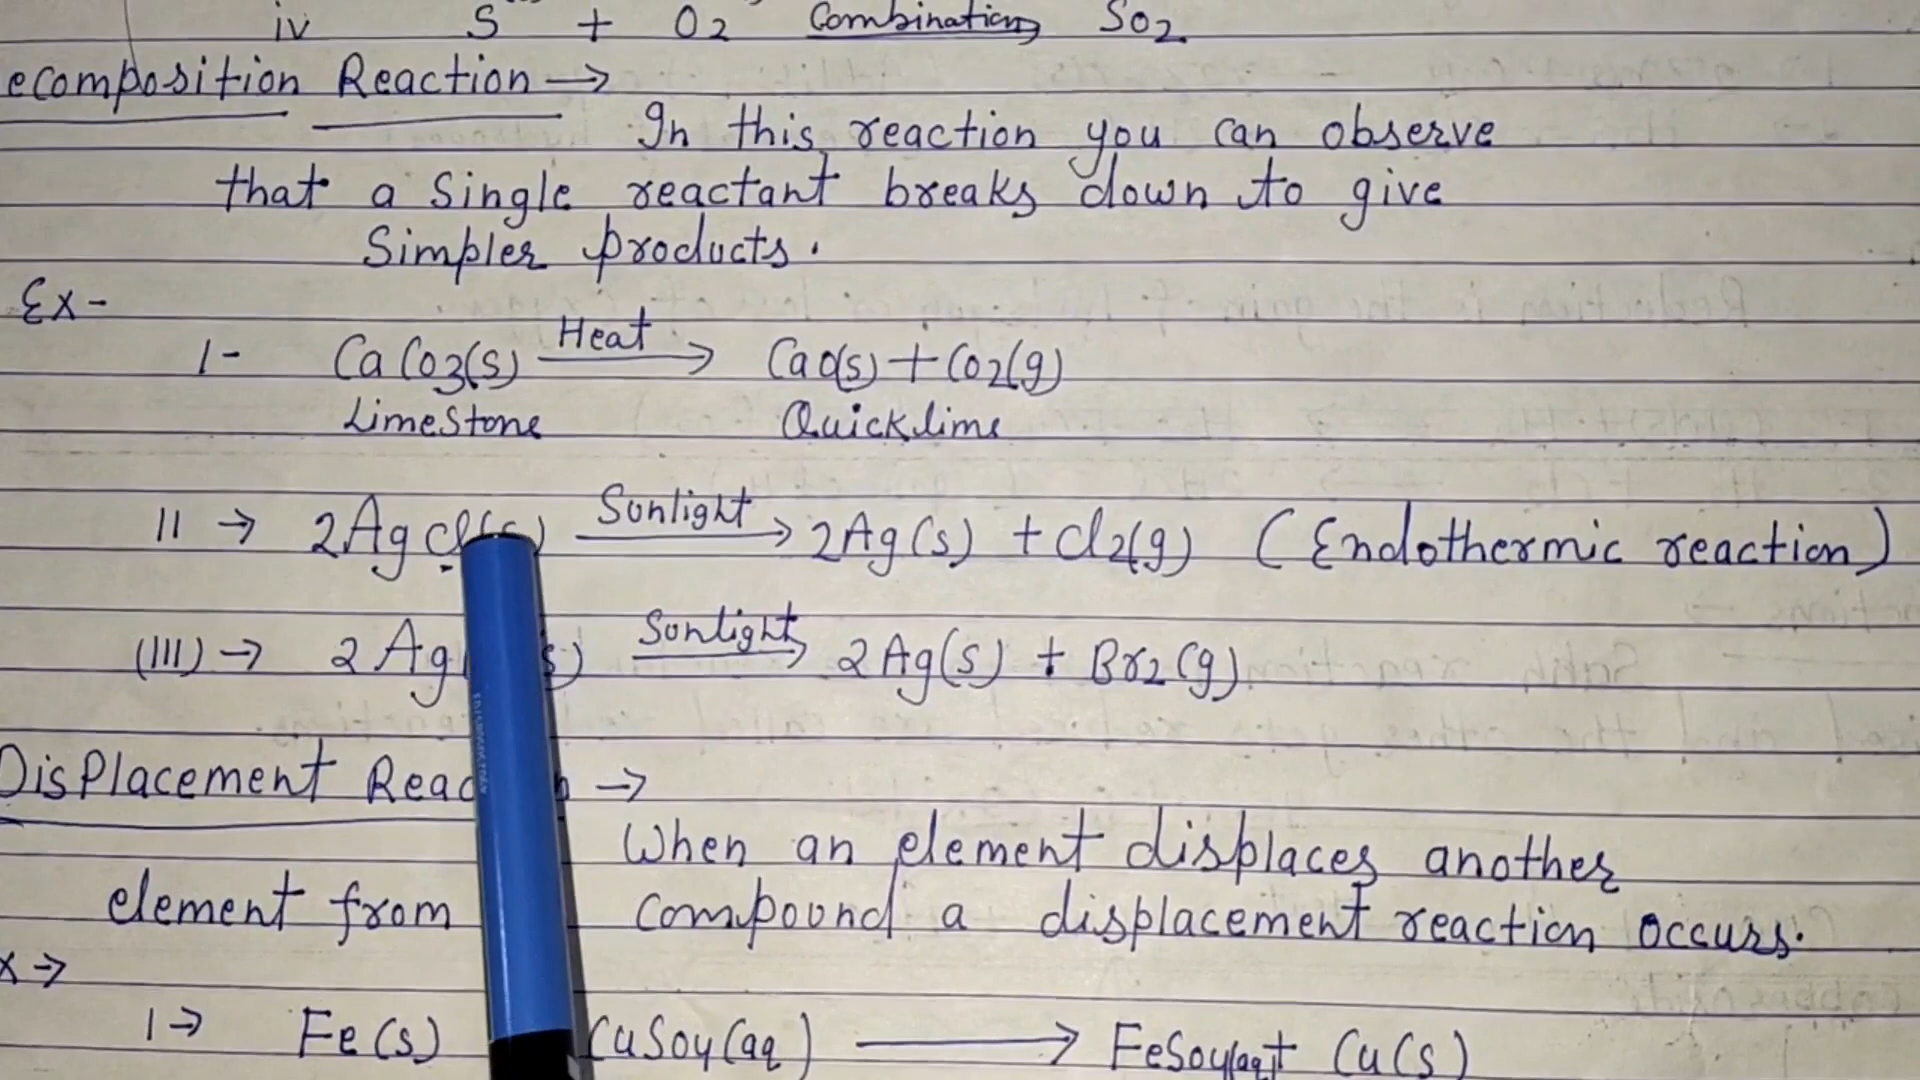 iv S + O2 Combination SO2
ecomposition Reaction →
In this reaction you can observe
that a Single reactant breaks down to give
Simpler products.
Ex-
1- CaCO3(s) Heat → CaO(s) + CO2(g)
LimeStone Quicklime
II → 2AgCl(s) Sunlight → 2Ag(s) + Cl2(g) (Endothermic reaction)
(III) → 2Ag s) Sunlight → 2Ag(s) + Br2(g)
DisPlacement Reac n →
When an element displaces another
element from compound a displacement reaction occurs.
x →
1 → Fe(s) CuSO4(aq) → FeSO4(aq) + Cu(s)